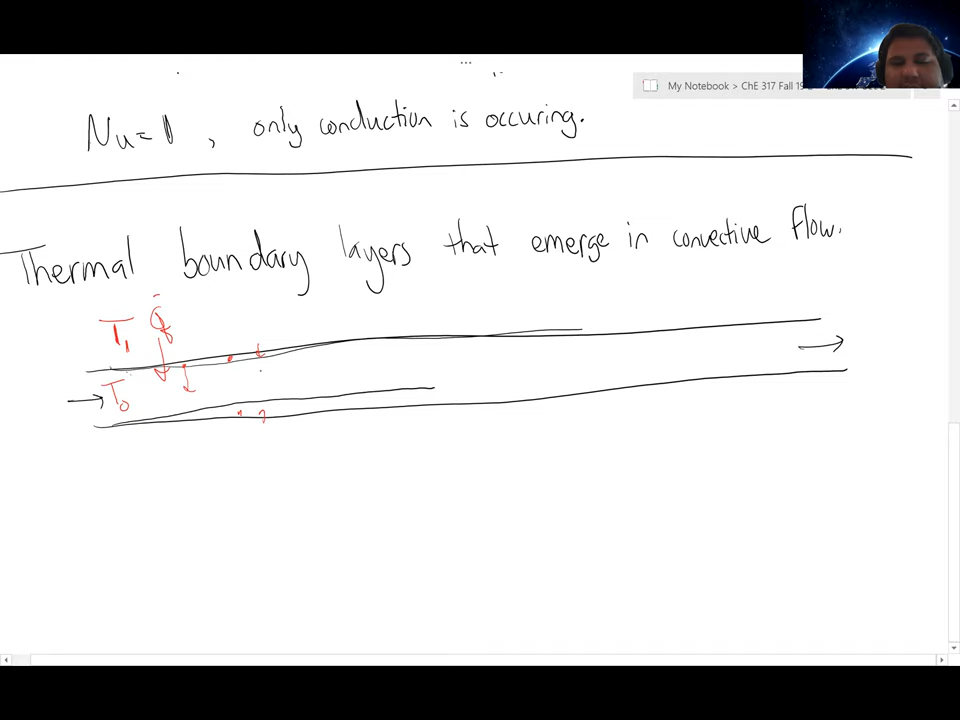 My Notebook > ChE 317 Fall 19
Nu=1, only conduction is occuring.
Thermal boundary layers that emerge in convective flow.
T1
T0